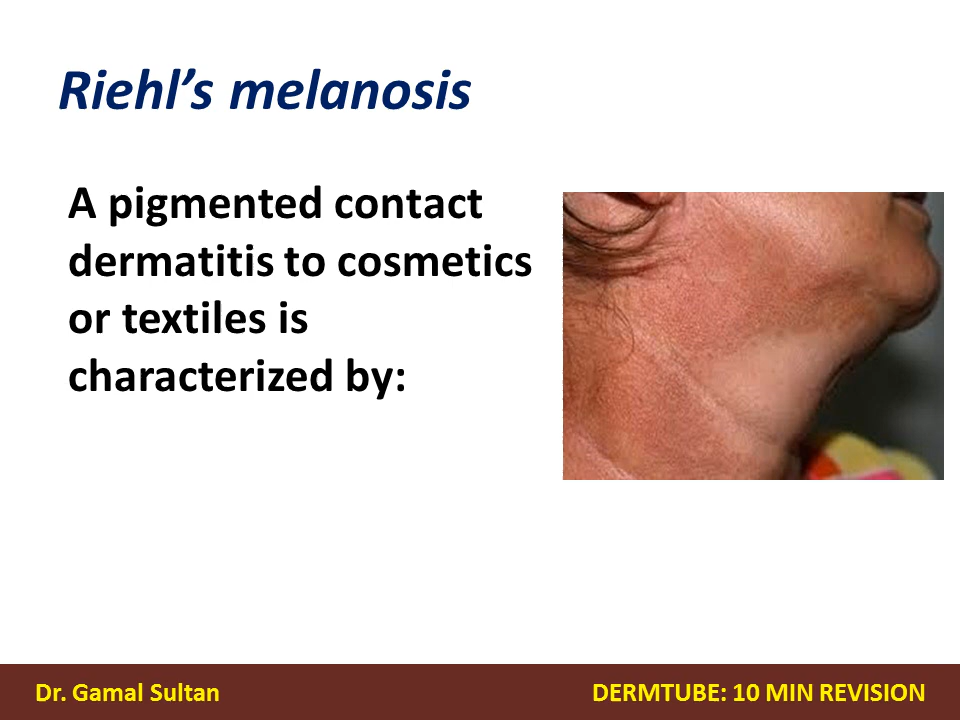 Riehl’s melanosis
A pigmented contact
dermatitis to cosmetics
or textiles is
characterized by:
Dr. Gamal Sultan
DERMTUBE: 10 MIN REVISION